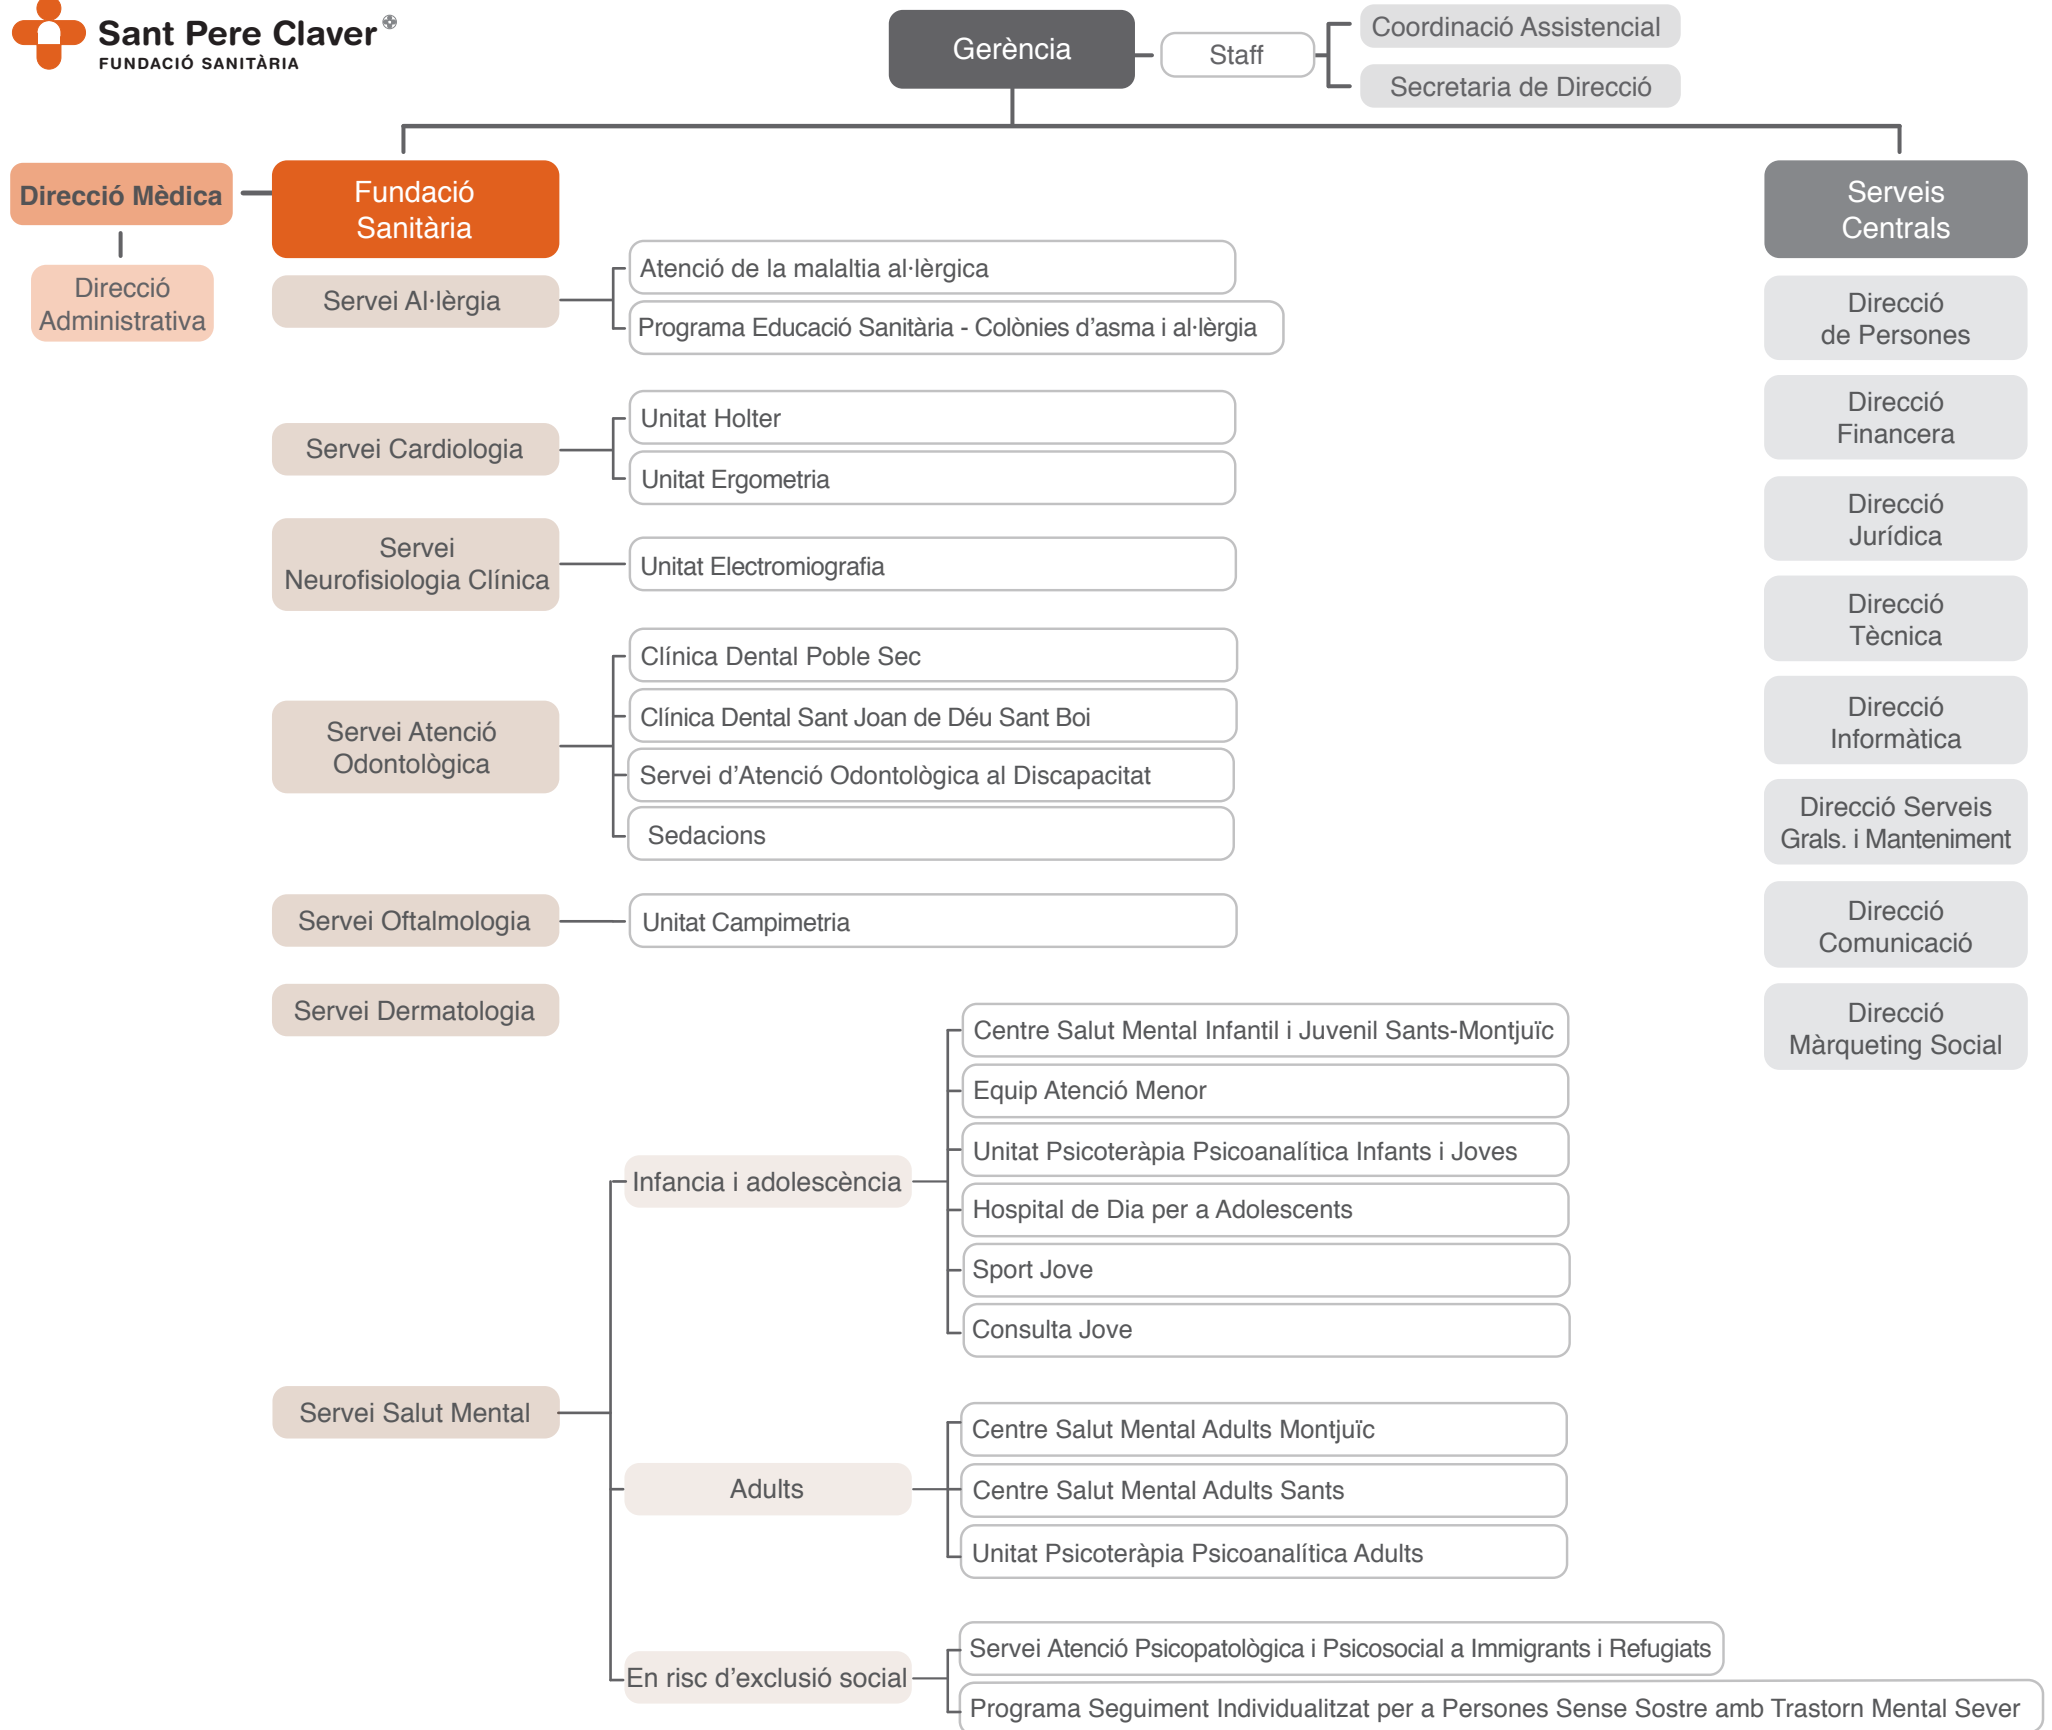 Sant Pere Claver
FUNDACIÓ SANITÀRIA
Gerència
Staff
Coordinació Assistencial
Secretaria de Direcció
Direcció Mèdica
Direcció
Administrativa
Fundació
Sanitària
Servei Al·lèrgia
Atenció de la malaltia al·lèrgica
Programa Educació Sanitària - Colònies d’asma i al·lèrgia
Servei Cardiologia
Unitat Holter
Unitat Ergometria
Servei
Neurofisiologia Clínica
Unitat Electromiografia
Servei Atenció
Odontològica
Clínica Dental Poble Sec
Clínica Dental Sant Joan de Déu Sant Boi
Servei d’Atenció Odontològica al Discapacitat
Sedacions
Servei Oftalmologia
Unitat Campimetria
Servei Dermatologia
Servei Salut Mental
Infancia i adolescència
Centre Salut Mental Infantil i Juvenil Sants-Montjuïc
Equip Atenció Menor
Unitat Psicoteràpia Psicoanalítica Infants i Joves
Hospital de Dia per a Adolescents
Sport Jove
Consulta Jove
Adults
Centre Salut Mental Adults Montjuïc
Centre Salut Mental Adults Sants
Unitat Psicoteràpia Psicoanalítica Adults
En risc d’exclusió social
Servei Atenció Psicopatològica i Psicosocial a Immigrants i Refugiats
Programa Seguiment Individualitzat per a Persones Sense Sostre amb Trastorn Mental Sever
Serveis
Centrals
Direcció
de Persones
Direcció
Financera
Direcció
Jurídica
Direcció
Tècnica
Direcció
Informàtica
Direcció Serveis
Grals. i Manteniment
Direcció
Comunicació
Direcció
Màrqueting Social